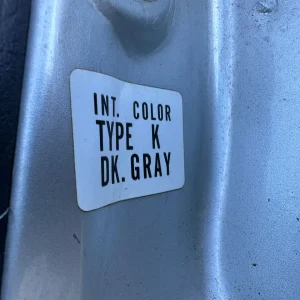 INT. COLOR
TYPE K
DK. GRAY